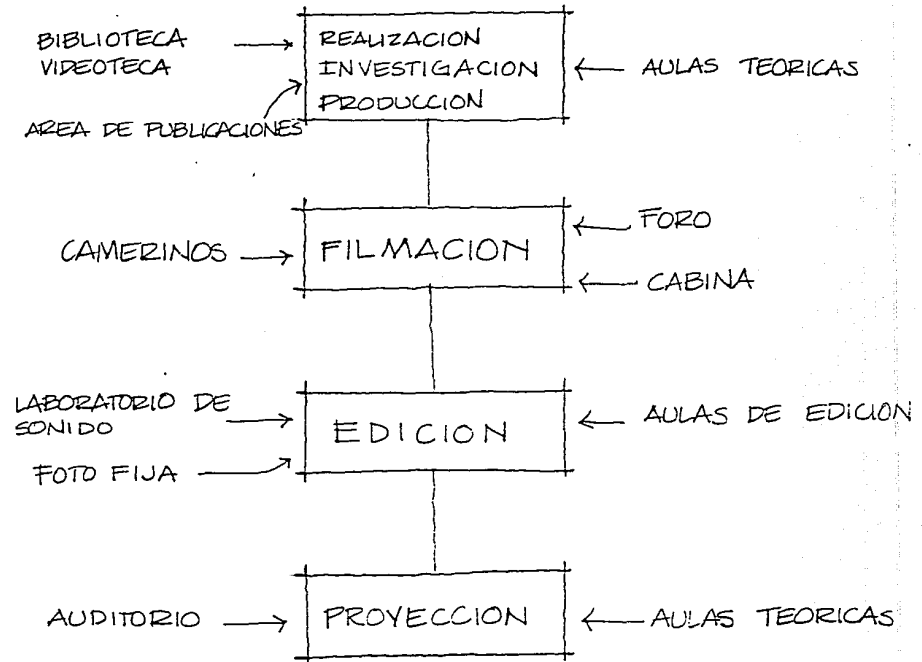 BIBLIOTECA
VIDEOTECA
AREA DE PUBLICACIONES
REALIZACION
INVESTIGACION
PRODUCCION
AULAS TEORICAS
CAMERINOS
FILMACION
FORO
CABINA
LABORATORIO DE
SONIDO
FOTO FIJA
EDICION
AULAS DE EDICION
AUDITORIO
PROYECCION
AULAS TEORICAS